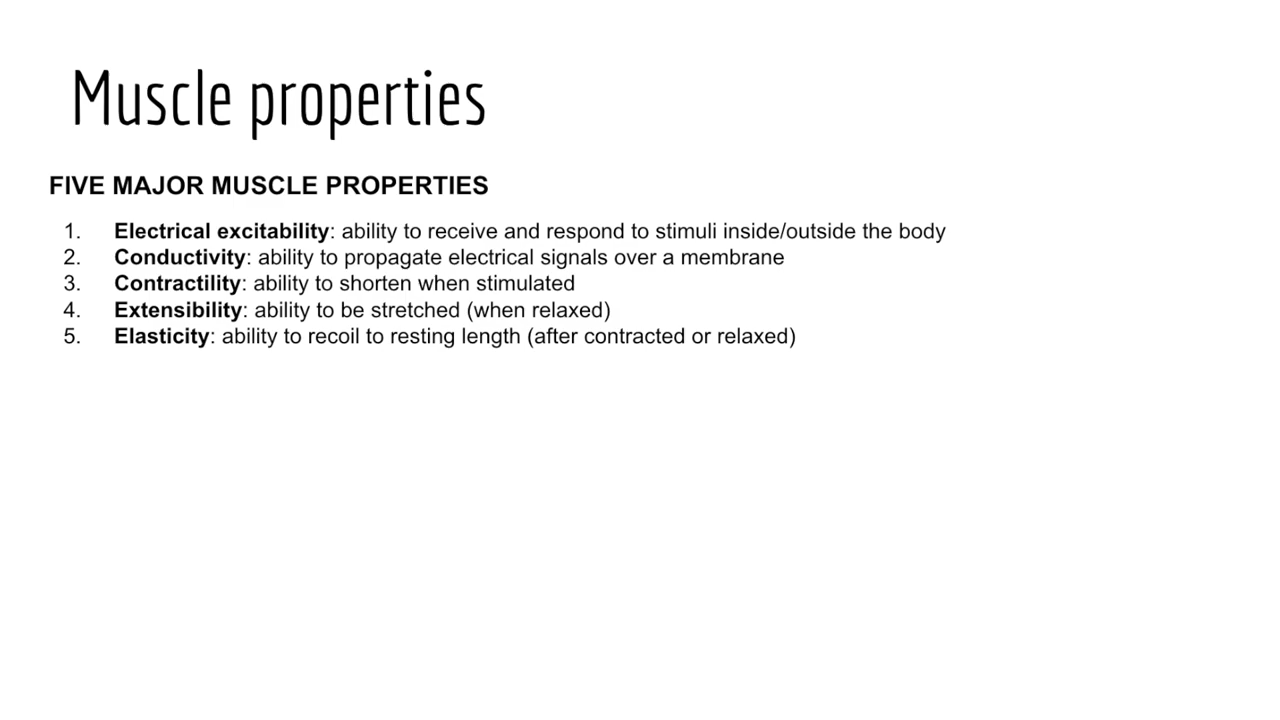 Muscle properties
FIVE MAJOR MUSCLE PROPERTIES
1. Electrical excitability: ability to receive and respond to stimuli inside/outside the body
2. Conductivity: ability to propagate electrical signals over a membrane
3. Contractility: ability to shorten when stimulated
4. Extensibility: ability to be stretched (when relaxed)
5. Elasticity: ability to recoil to resting length (after contracted or relaxed)